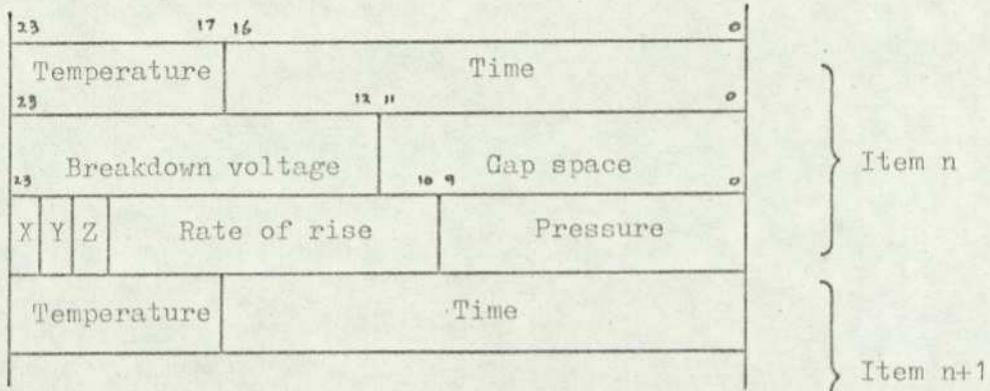 23 17 16 0
Temperature Time
23 12 11 0
Breakdown voltage Gap space
Item n
23 10 9 0
X Y Z Rate of rise Pressure
Temperature Time
Item n+1